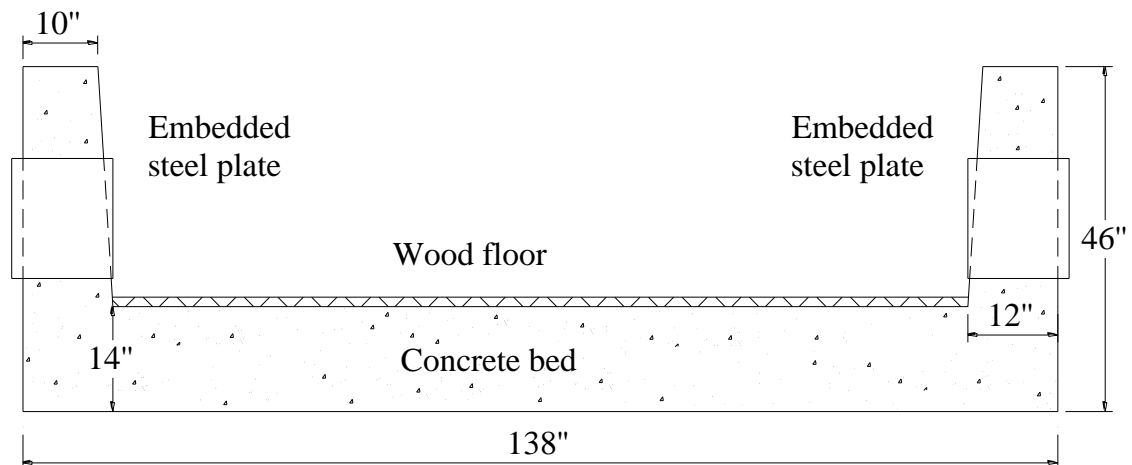 10"
Embedded
steel plate
Embedded
steel plate
Wood floor
46"
12"
14"
Concrete bed
138"